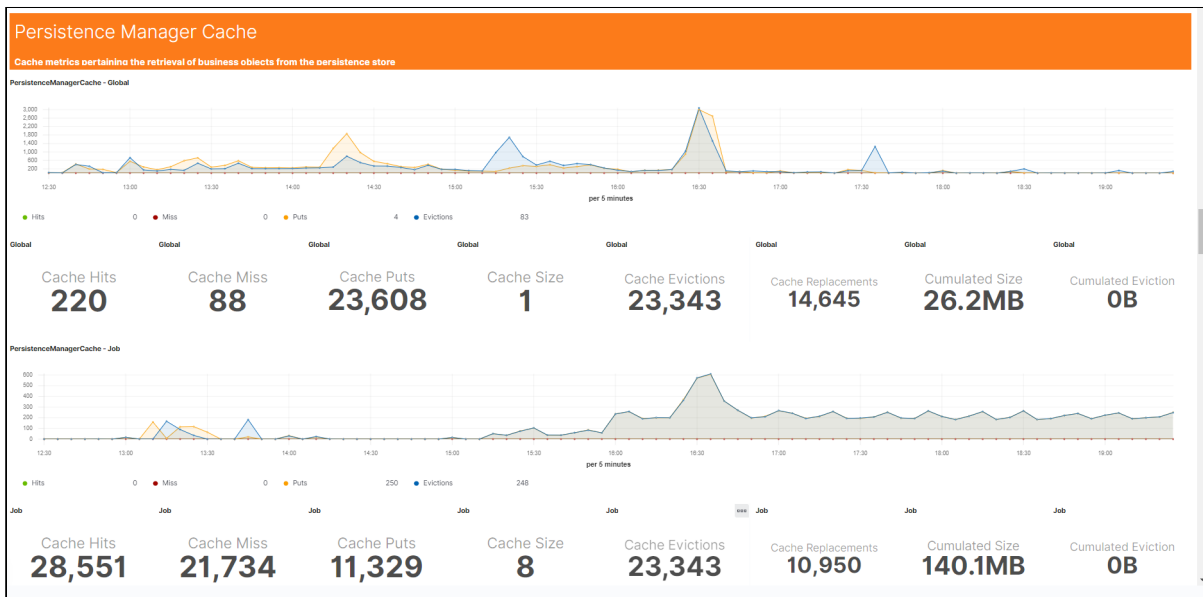 Persistence Manager Cache
Cache metrics pertaining the retrieval of business objects from the persistence store
PersistenceManagerCache - Global
3,000
2,600
2,200
1,800
1,400
1,000
600
200
12:30 13:00 13:30 14:00 14:30 15:00 15:30 16:00 16:30 17:00 17:30 18:00 18:30 19:00
per 5 minutes
Hits 0 Miss 0 Puts 4 Evictions 83
Global Global Global Global Global Global Global Global
Cache Hits Cache Miss Cache Puts Cache Size Cache Evictions Cache Replacements Cumulated Size Cumulated Eviction
220 88 23,608 1 23,343 14,645 26.2MB 0B
PersistenceManagerCache - Job
600
500
400
300
200
100
0
12:30 13:00 13:30 14:00 14:30 15:00 15:30 16:00 16:30 17:00 17:30 18:00 18:30 19:00
per 5 minutes
Hits 0 Miss 0 Puts 250 Evictions 248
Job Job Job Job Job Job Job Job
Cache Hits Cache Miss Cache Puts Cache Size Cache Evictions Cache Replacements Cumulated Size Cumulated Eviction
28,551 21,734 11,329 8 23,343 10,950 140.1MB 0B